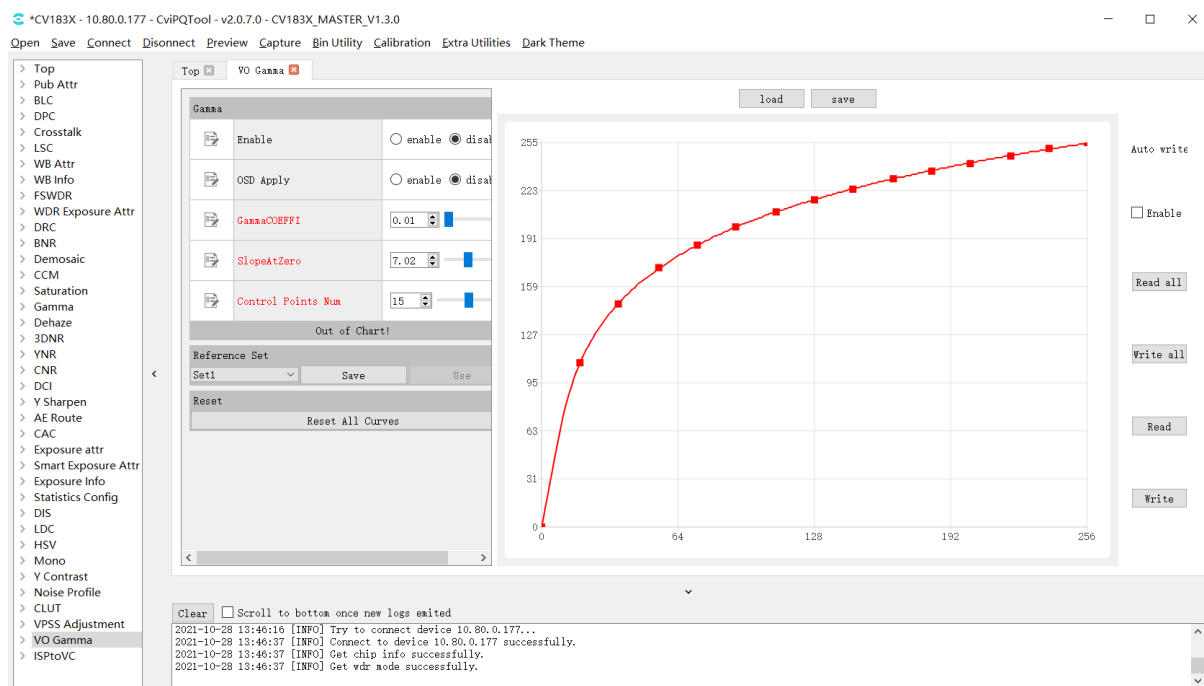 *CV183X - 10.80.0.177 - CviPQTool - v2.0.7.0 - CV183X_MASTER_V1.3.0
Open Save Connect Disonnect Preview Capture Bin Utility Calibration Extra Utilities Dark Theme
Top
Pub Attr
BLC
DPC
Crosstalk
LSC
WB Attr
WB Info
FSWDR
WDR Exposure Attr
DRC
BNR
Demosaic
CCM
Saturation
Gamma
Dehaze
3DNR
YNR
CNR
DCI
Y Sharpen
AE Route
CAC
Exposure attr
Smart Exposure Attr
Exposure Info
Statistics Config
DIS
LDC
HSV
Mono
Y Contrast
Noise Profile
CLUT
VPSS Adjustment
VO Gamma
ISPtoVC
Top VO Gamma
Gamma
Enable enable disal
OSD Apply enable disal
GammaCOEFFI 0.01
SlopeAtZero 7.02
Control Points Num 15
Out of Chart!
Reference Set
Set1 Save Use
Reset
Reset All Curves
load save
255
223
191
159
127
95
63
31
0
0 64 128 192 256
Auto write
Enable
Read all
Write all
Read
Write
Clear Scroll to bottom once new logs emited
2021-10-28 13:46:16 [INFO] Try to connect device 10.80.0.177...
2021-10-28 13:46:37 [INFO] Connect to device 10.80.0.177 successfully.
2021-10-28 13:46:37 [INFO] Get chip info successfully.
2021-10-28 13:46:37 [INFO] Get wdr mode successfully.